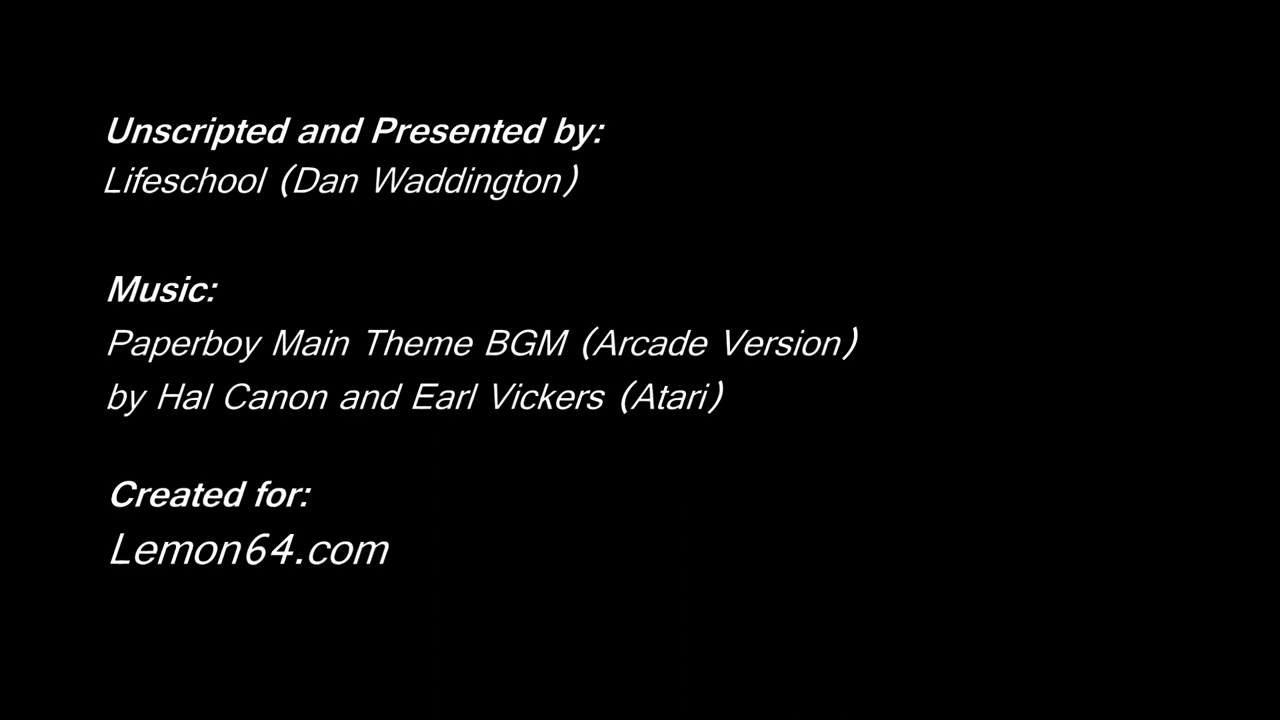 Unscripted and Presented by:
Lifeschool (Dan Waddington)
Music:
Paperboy Main Theme BGM (Arcade Version)
by Hal Canon and Earl Vickers (Atari)
Created for:
Lemon64.com